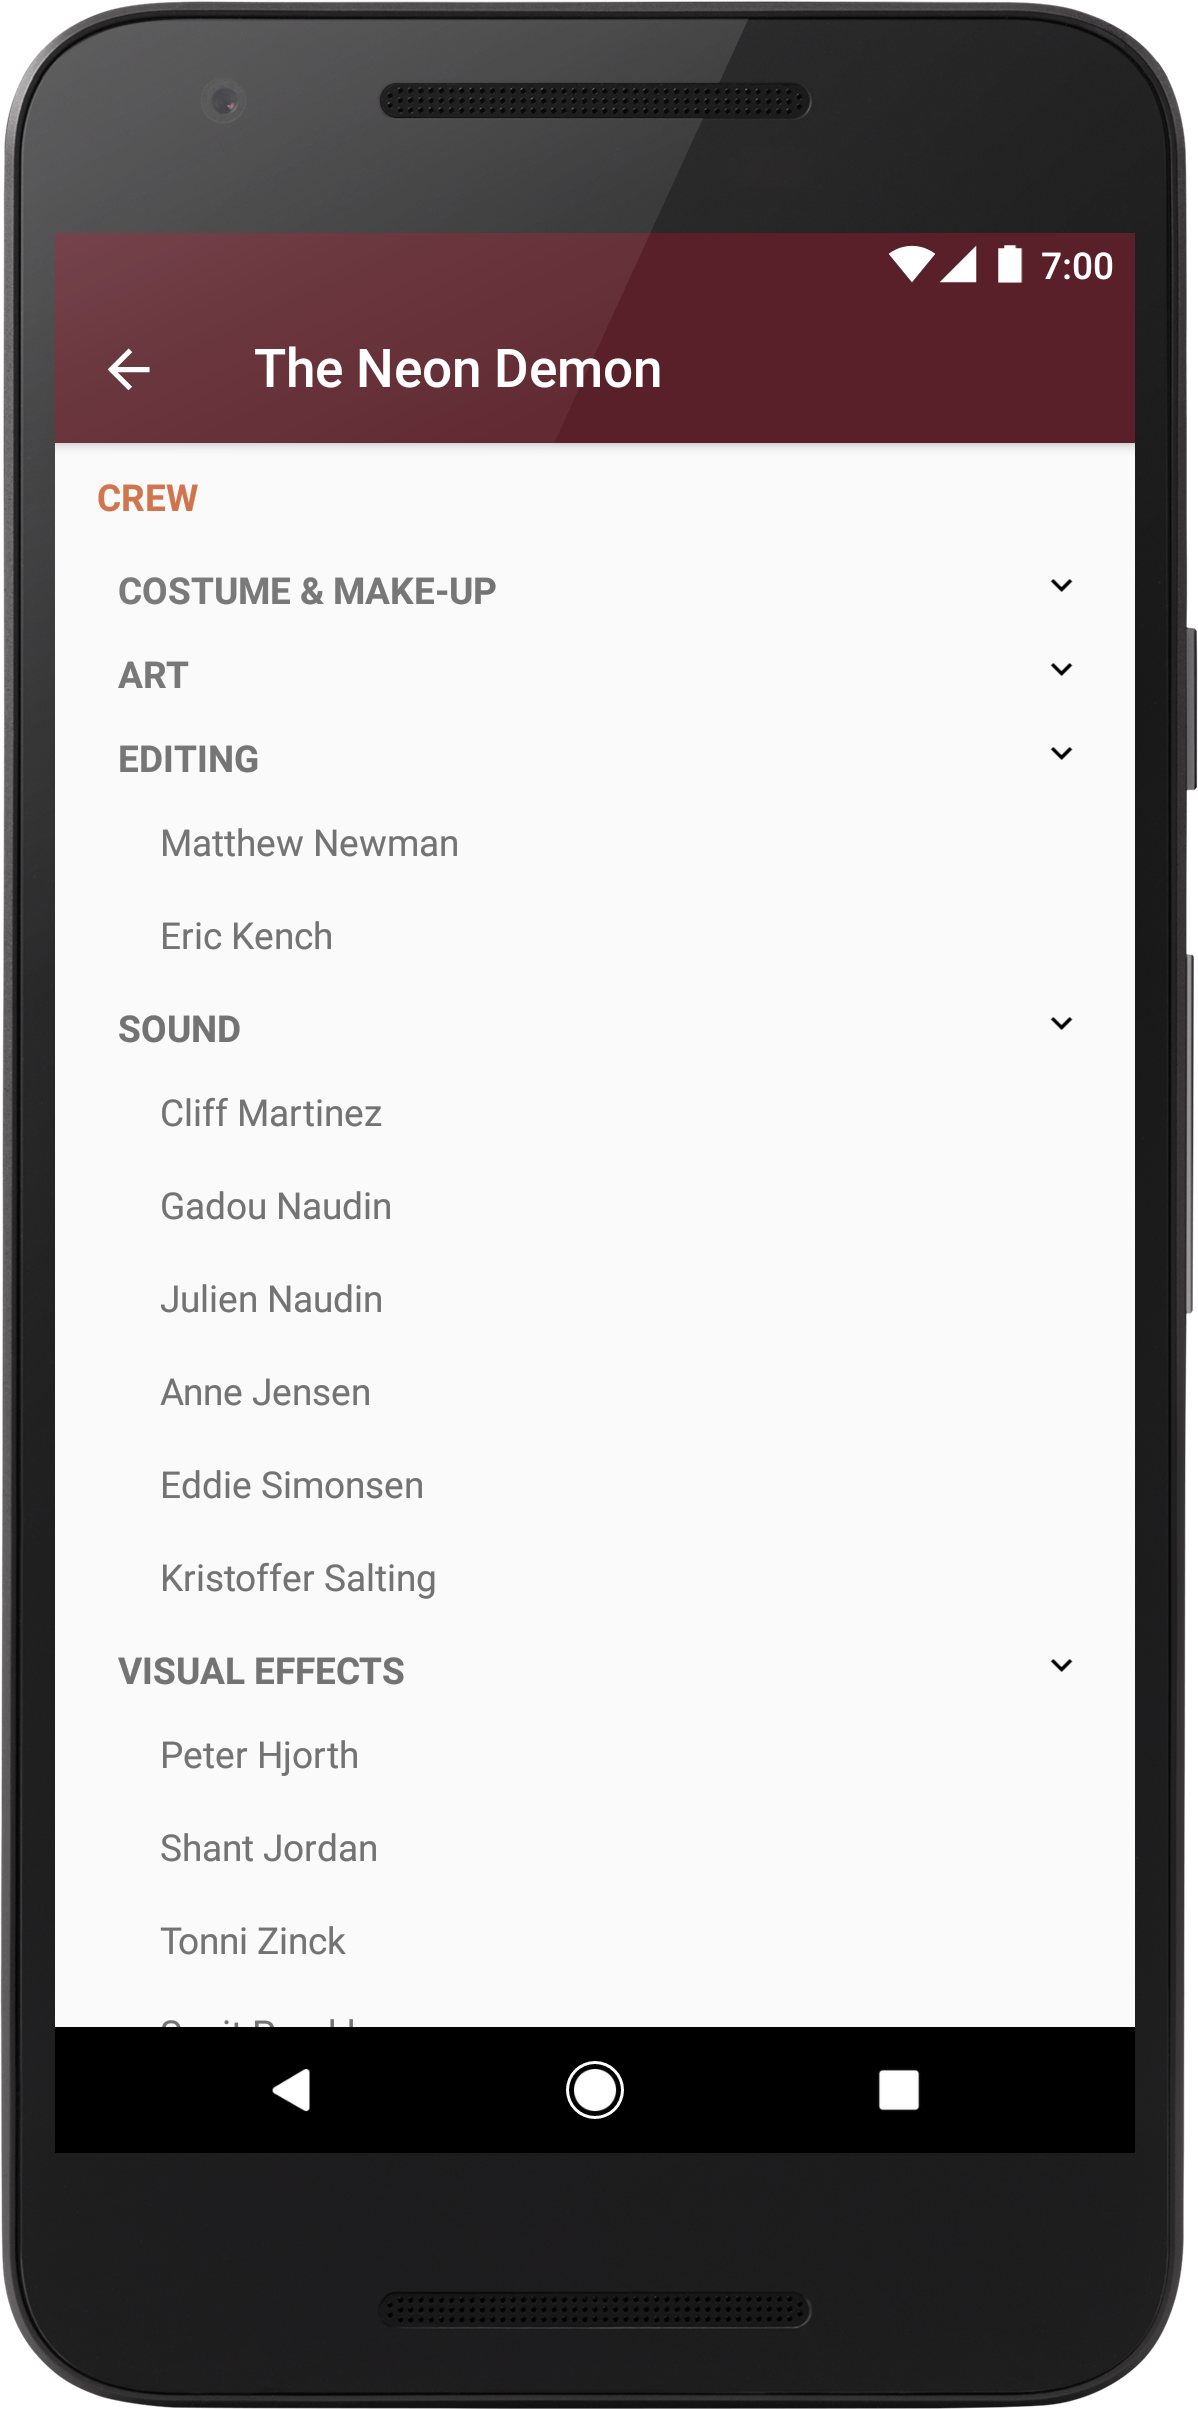 7:00
The Neon Demon
CREW
COSTUME & MAKE-UP
ART
EDITING
Matthew Newman
Eric Kench
SOUND
Cliff Martinez
Gadou Naudin
Julien Naudin
Anne Jensen
Eddie Simonsen
Kristoffer Salting
VISUAL EFFECTS
Peter Hjorth
Shant Jordan
Tonni Zinck